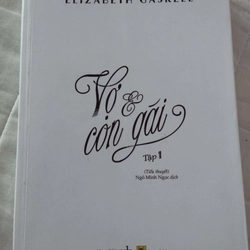 ELIZABETH GASKELL
Vợ &
con gái
Tập 1
(Tiểu thuyết)
Ngô Minh Ngọc dịch